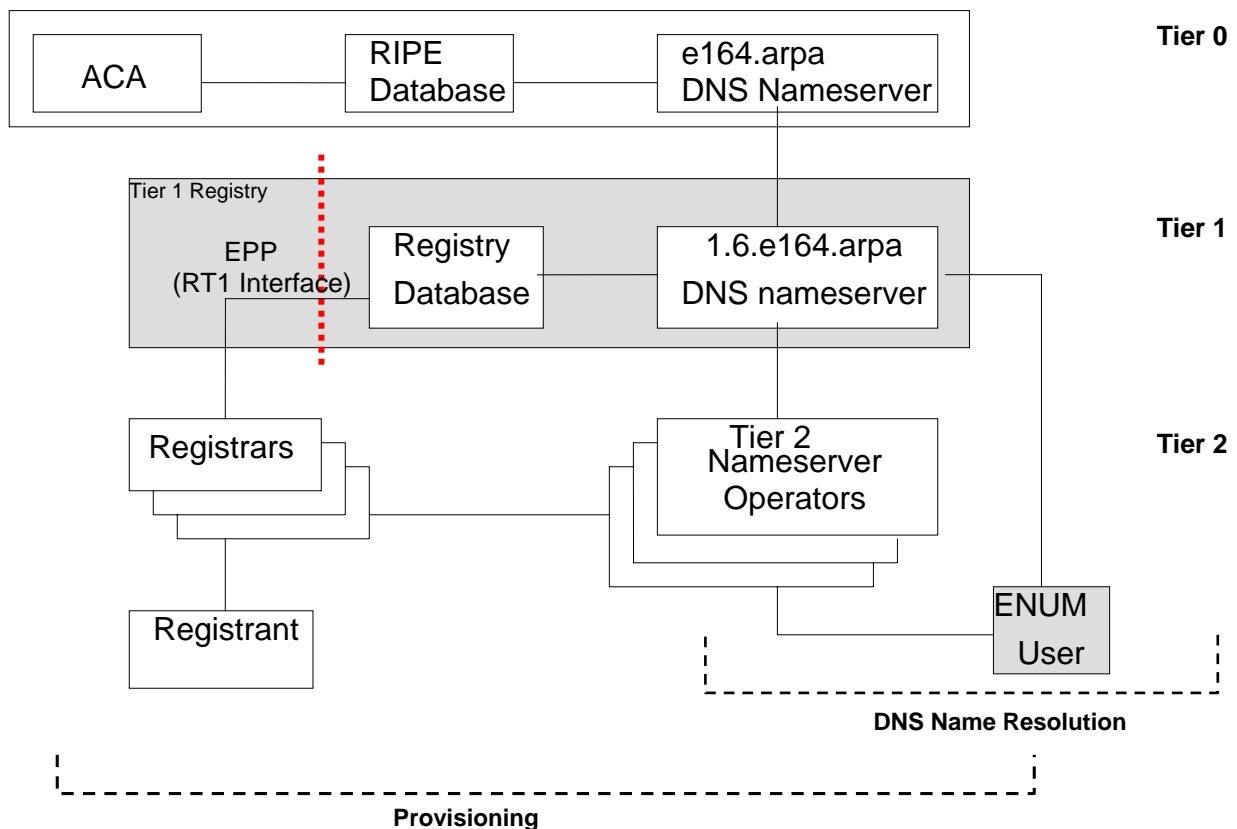 Tier 0
ACA
RIPE
Database
e164.arpa
DNS Nameserver
Tier 1 Registry
Tier 1
EPP
(RT1 Interface)
Registry
Database
1.6.e164.arpa
DNS nameserver
Registrars
Tier 2
Nameserver
Operators
Tier 2
Registrant
ENUM
User
DNS Name Resolution
Provisioning